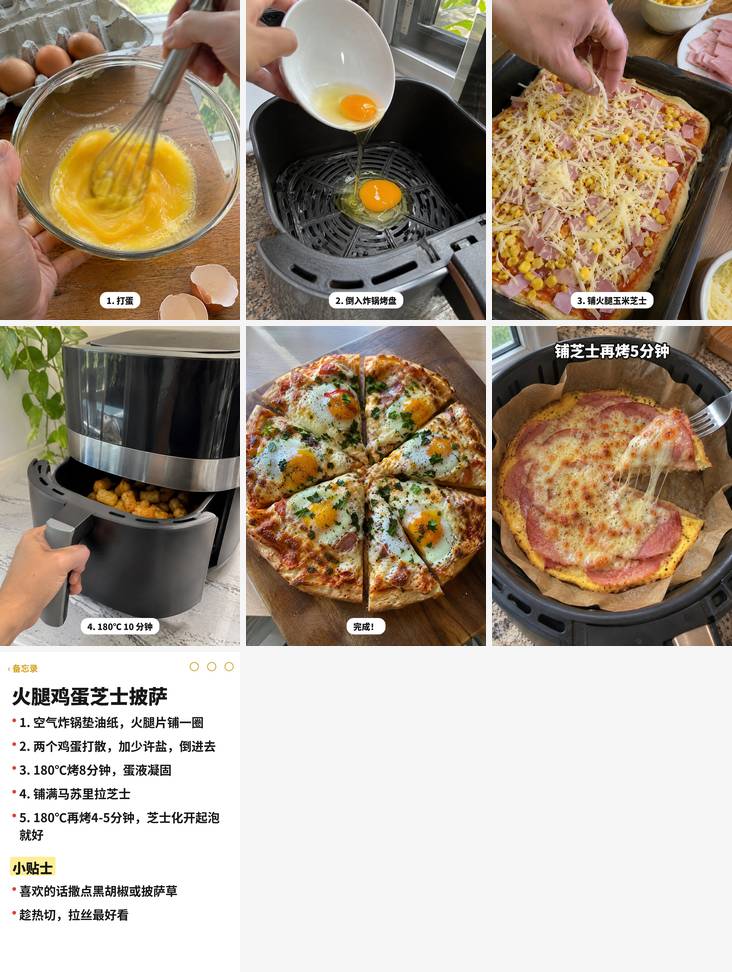 1. 打蛋
2. 倒入炸锅烤盘
3. 铺火腿玉米芝士
4. 180℃ 10 分钟
完成！
铺芝士再烤5分钟
‹ 备忘录
火腿鸡蛋芝士披萨
• 1. 空气炸锅垫油纸，火腿片铺一圈
• 2. 两个鸡蛋打散，加少许盐，倒进去
• 3. 180℃烤8分钟，蛋液凝固
• 4. 铺满马苏里拉芝士
• 5. 180℃再烤4-5分钟，芝士化开起泡
就好
小贴士
• 喜欢的话撒点黑胡椒或披萨草
• 趁热切，拉丝最好看